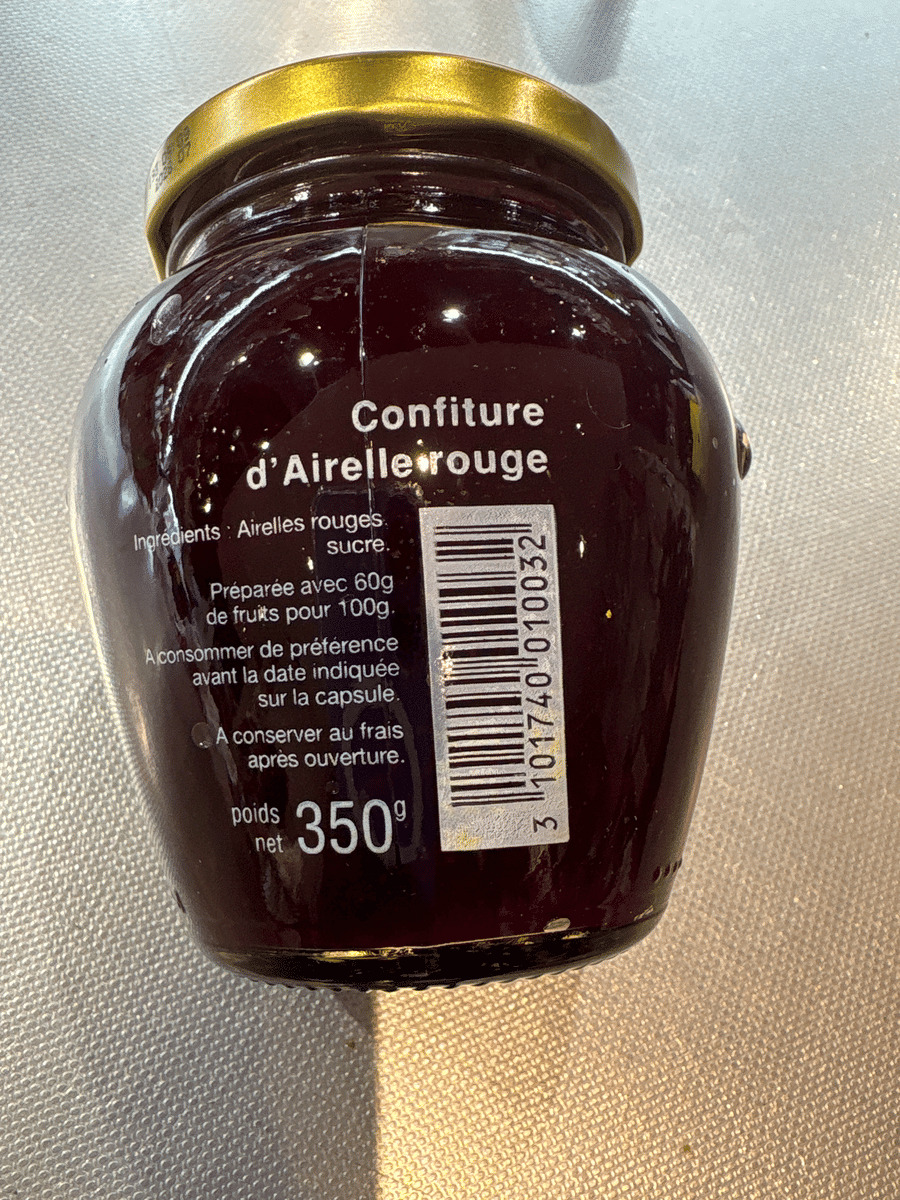 Confiture
d'Airelle rouge
Ingrédients : Airelles rouges
sucre.
Préparée avec 60g
de fruits pour 100g.
A consommer de préférence
avant la date indiquée
sur la capsule.
A conserver au frais
après ouverture.
poids
net 350g
3 101740 010032